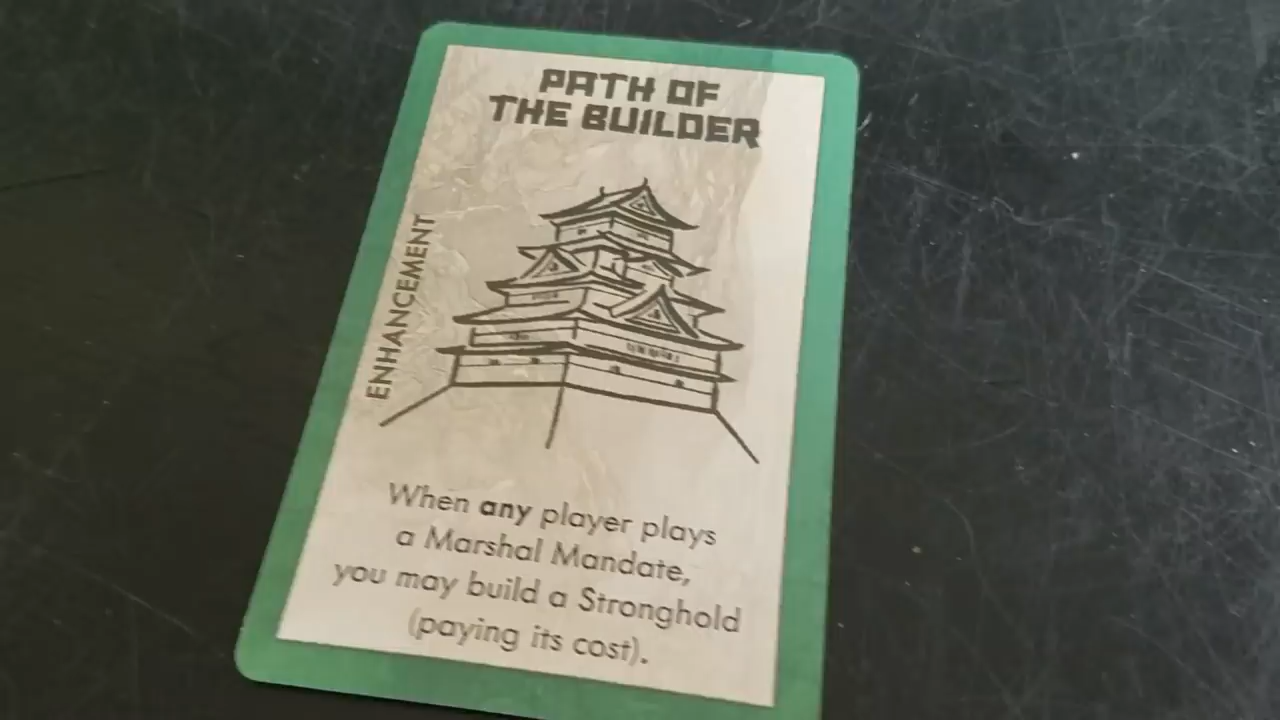 PATH OF
THE BUILDER
ENHANCEMENT
When any player plays
a Marshal Mandate,
you may build a Stronghold
(paying its cost).